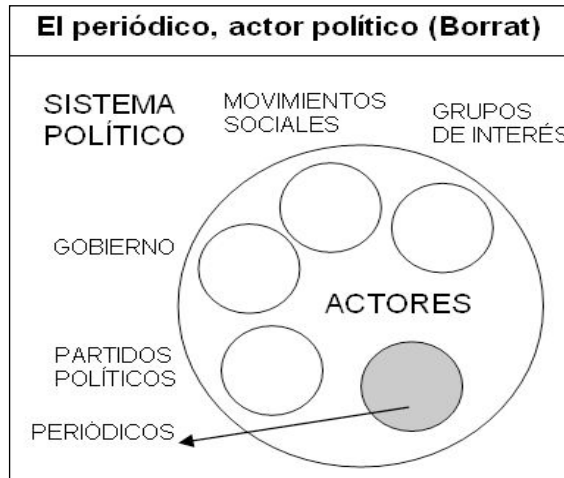 El periódico, actor político (Borrat)
SISTEMA
POLÍTICO
MOVIMIENTOS
SOCIALES
GRUPOS
DE INTERÉS
GOBIERNO
ACTORES
PARTIDOS
POLÍTICOS
PERIÓDICOS